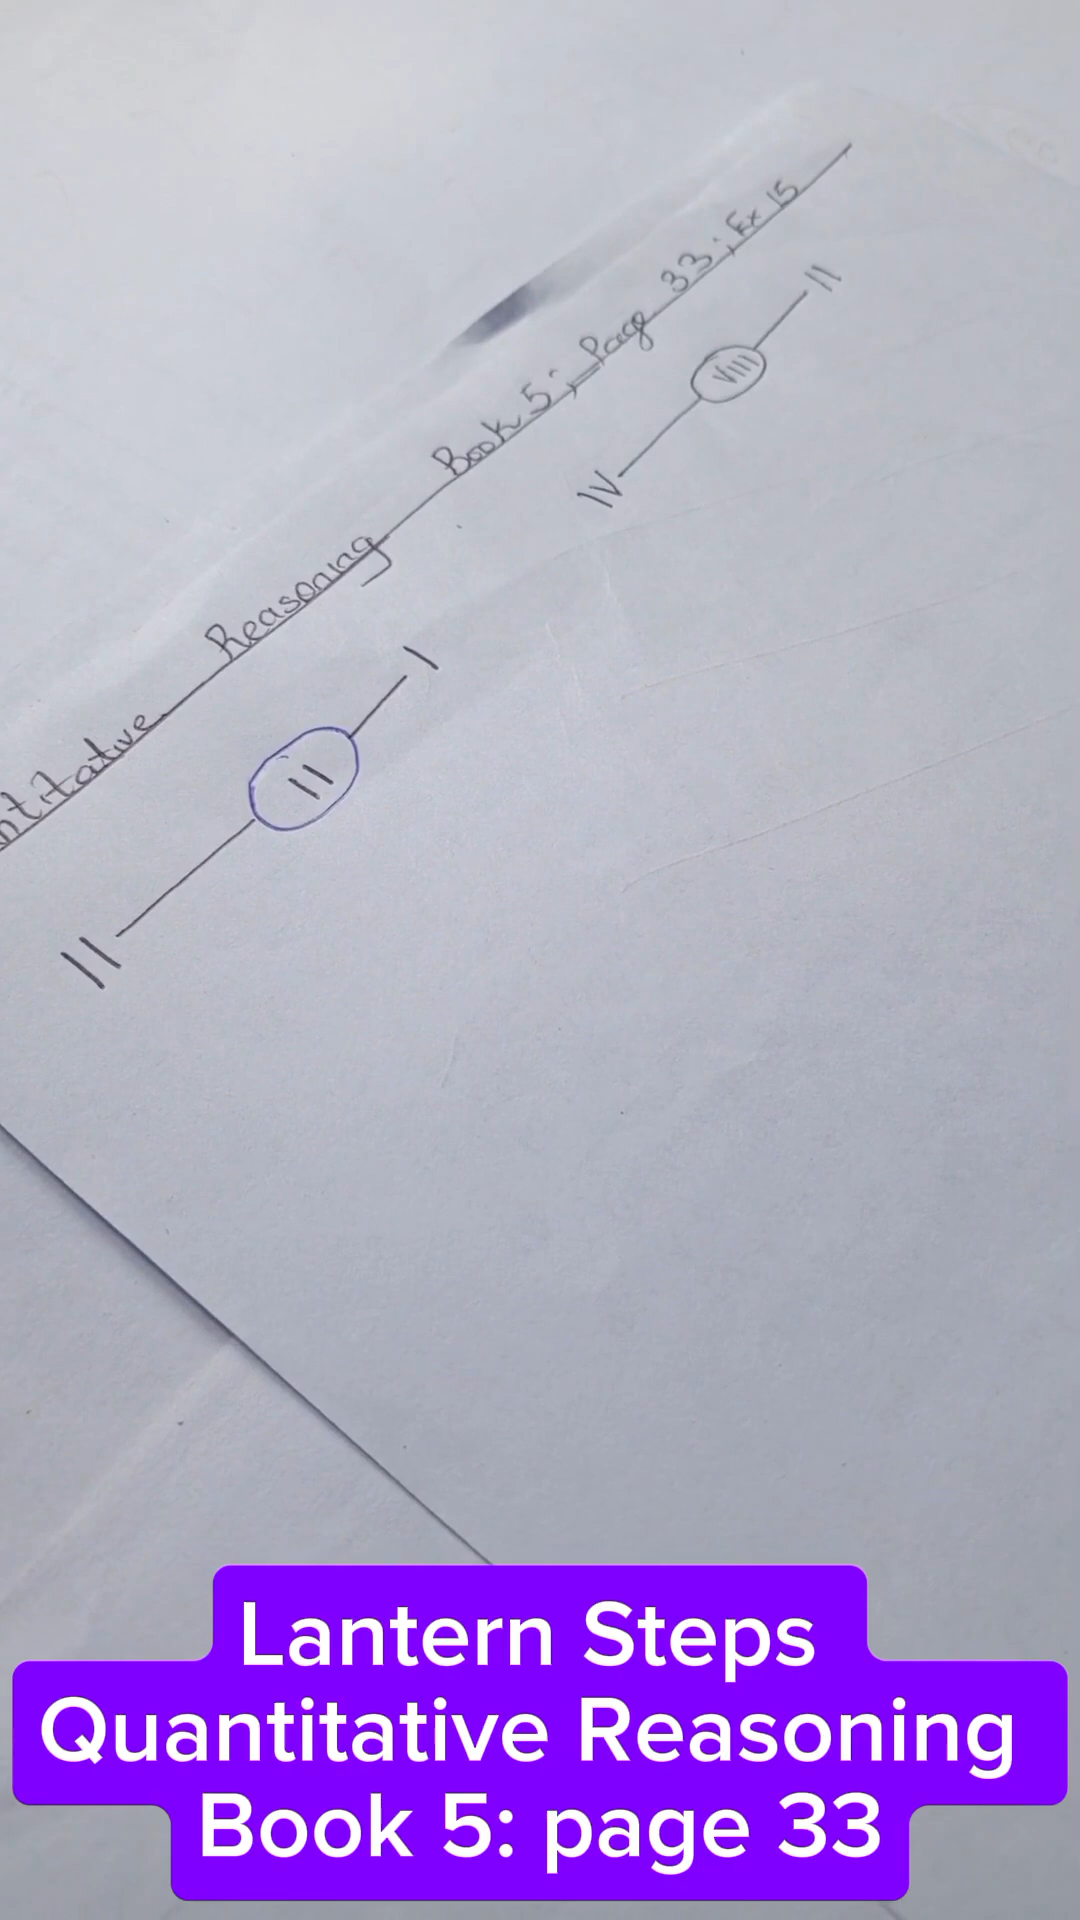 ntitative Reasoning Book 5; Page 33; Ex 15
II II I
IV VIII II
Lantern Steps
Quantitative Reasoning
Book 5: page 33